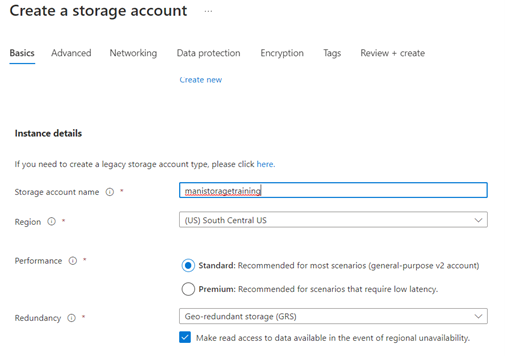 Create a storage account ...
Basics Advanced Networking Data protection Encryption Tags Review + create
Create new
Instance details
If you need to create a legacy storage account type, please click here.
Storage account name * manistoragetraining
Region * (US) South Central US
Performance * Standard: Recommended for most scenarios (general-purpose v2 account)
Premium: Recommended for scenarios that require low latency.
Redundancy * Geo-redundant storage (GRS)
Make read access to data available in the event of regional unavailability.